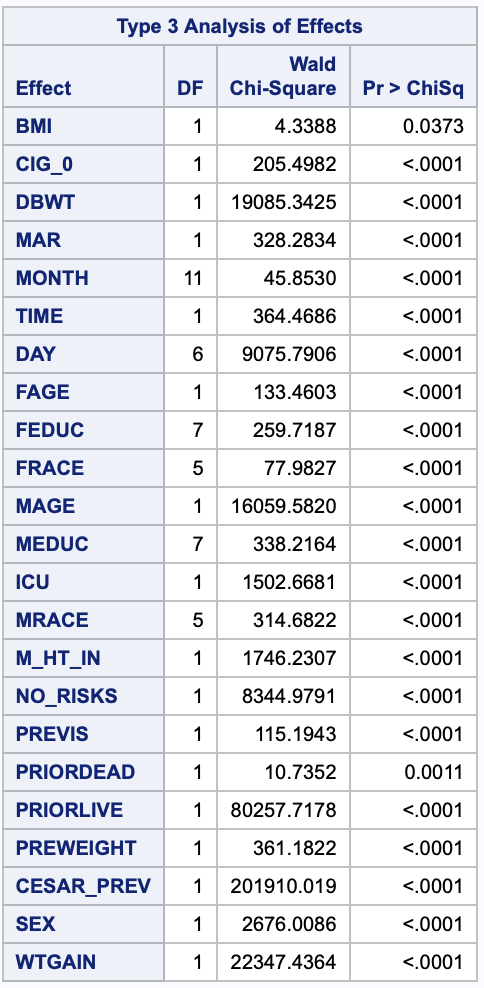 Type 3 Analysis of Effects
Wald
Effect DF Chi-Square Pr > ChiSq
BMI 1 4.3388 0.0373
CIG_0 1 205.4982 <.0001
DBWT 1 19085.3425 <.0001
MAR 1 328.2834 <.0001
MONTH 11 45.8530 <.0001
TIME 1 364.4686 <.0001
DAY 6 9075.7906 <.0001
FAGE 1 133.4603 <.0001
FEDUC 7 259.7187 <.0001
FRACE 5 77.9827 <.0001
MAGE 1 16059.5820 <.0001
MEDUC 7 338.2164 <.0001
ICU 1 1502.6681 <.0001
MRACE 5 314.6822 <.0001
M_HT_IN 1 1746.2307 <.0001
NO_RISKS 1 8344.9791 <.0001
PREVIS 1 115.1943 <.0001
PRIORDEAD 1 10.7352 0.0011
PRIORLIVE 1 80257.7178 <.0001
PREWEIGHT 1 361.1822 <.0001
CESAR_PREV 1 201910.019 <.0001
SEX 1 2676.0086 <.0001
WTGAIN 1 22347.4364 <.0001